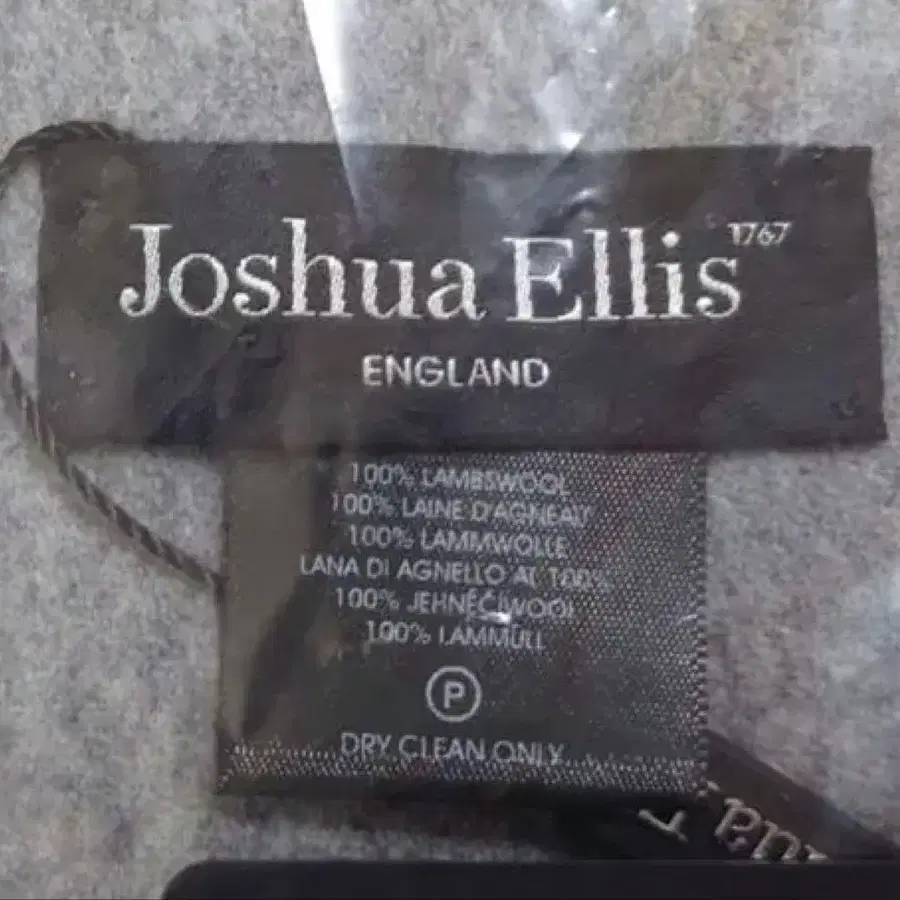 Joshua Ellis 1767
ENGLAND
100% LAMBSWOOL
100% LAINE D'AGNEAU
100% LAMMWOLLE
LANA DI AGNELLO AL 100%
100% JEHNĚČÍ WOOL
100% LAMMULL
P
DRY CLEAN ONLY